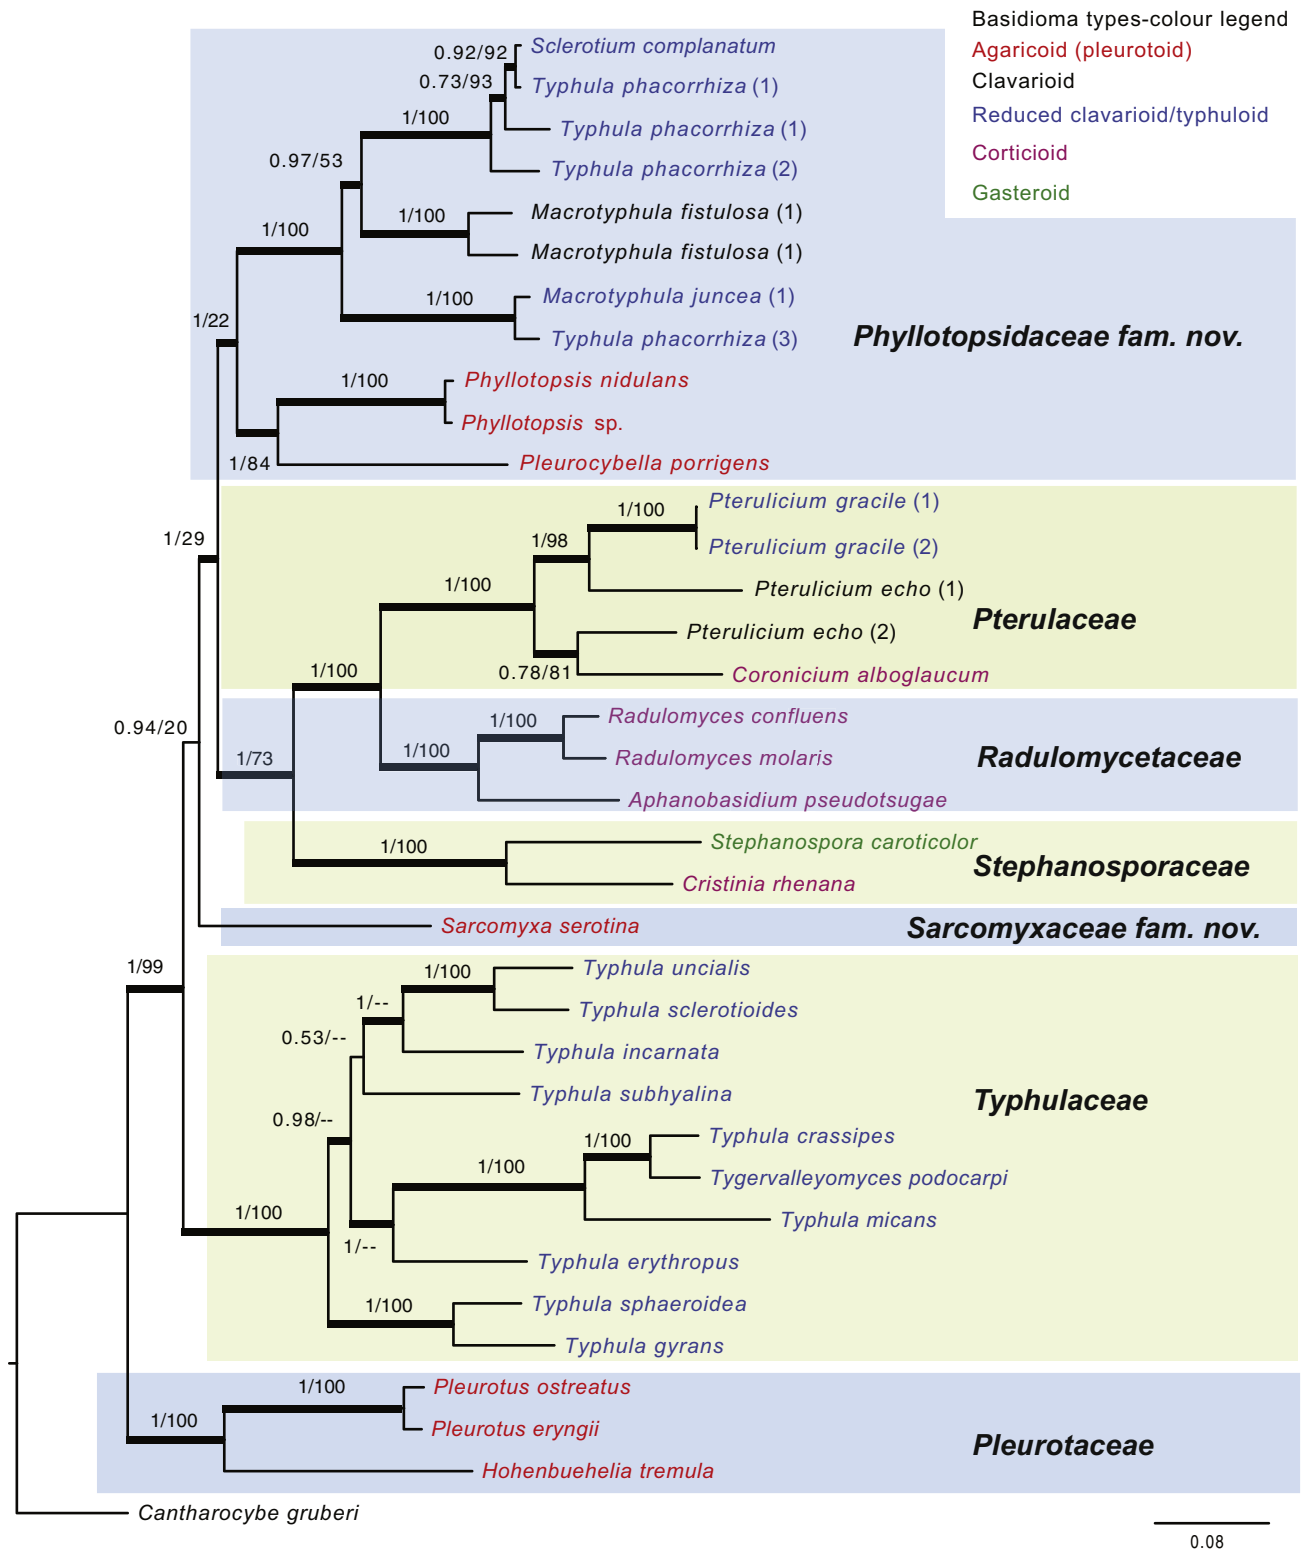 Basidioma types-colour legend
Agaricoid (pleurotoid)
Clavarioid
Reduced clavarioid/typhuloid
Corticioid
Gasteroid
0.92/92
Sclerotium complanatum
0.73/93
Typhula phacorrhiza (1)
1/100
Typhula phacorrhiza (1)
0.97/53
Typhula phacorrhiza (2)
1/100
Macrotyphula fistulosa (1)
1/100
Macrotyphula fistulosa (1)
1/100
Macrotyphula juncea (1)
1/22
Typhula phacorrhiza (3)
Phyllotopsidaceae fam. nov.
1/100
Phyllotopsis nidulans
Phyllotopsis sp.
1/84
Pleurocybella porrigens
1/100
Pterulicium gracile (1)
1/29
1/98
Pterulicium gracile (2)
1/100
Pterulicium echo (1)
Pterulaceae
Pterulicium echo (2)
1/100
0.78/81
Coronicium alboglaucum
0.94/20
1/100
Radulomyces confluens
1/73
1/100
Radulomyces molaris
Radulomycetaceae
Aphanobasidium pseudotsugae
1/100
Stephanospora caroticolor
Stephanosporaceae
Cristinia rhenana
Sarcomyxa serotina
Sarcomyxaceae fam. nov.
1/99
1/100
Typhula uncialis
1/--
Typhula sclerotioides
0.53/--
Typhula incarnata
Typhula subhyalina
Typhulaceae
0.98/--
1/100
Typhula crassipes
1/100
Tygervalleyomyces podocarpi
1/100
Typhula micans
1/--
Typhula erythropus
1/100
Typhula sphaeroidea
Typhula gyrans
1/100
Pleurotus ostreatus
1/100
Pleurotus eryngii
Pleurotaceae
Hohenbuehelia tremula
Cantharocybe gruberi
0.08